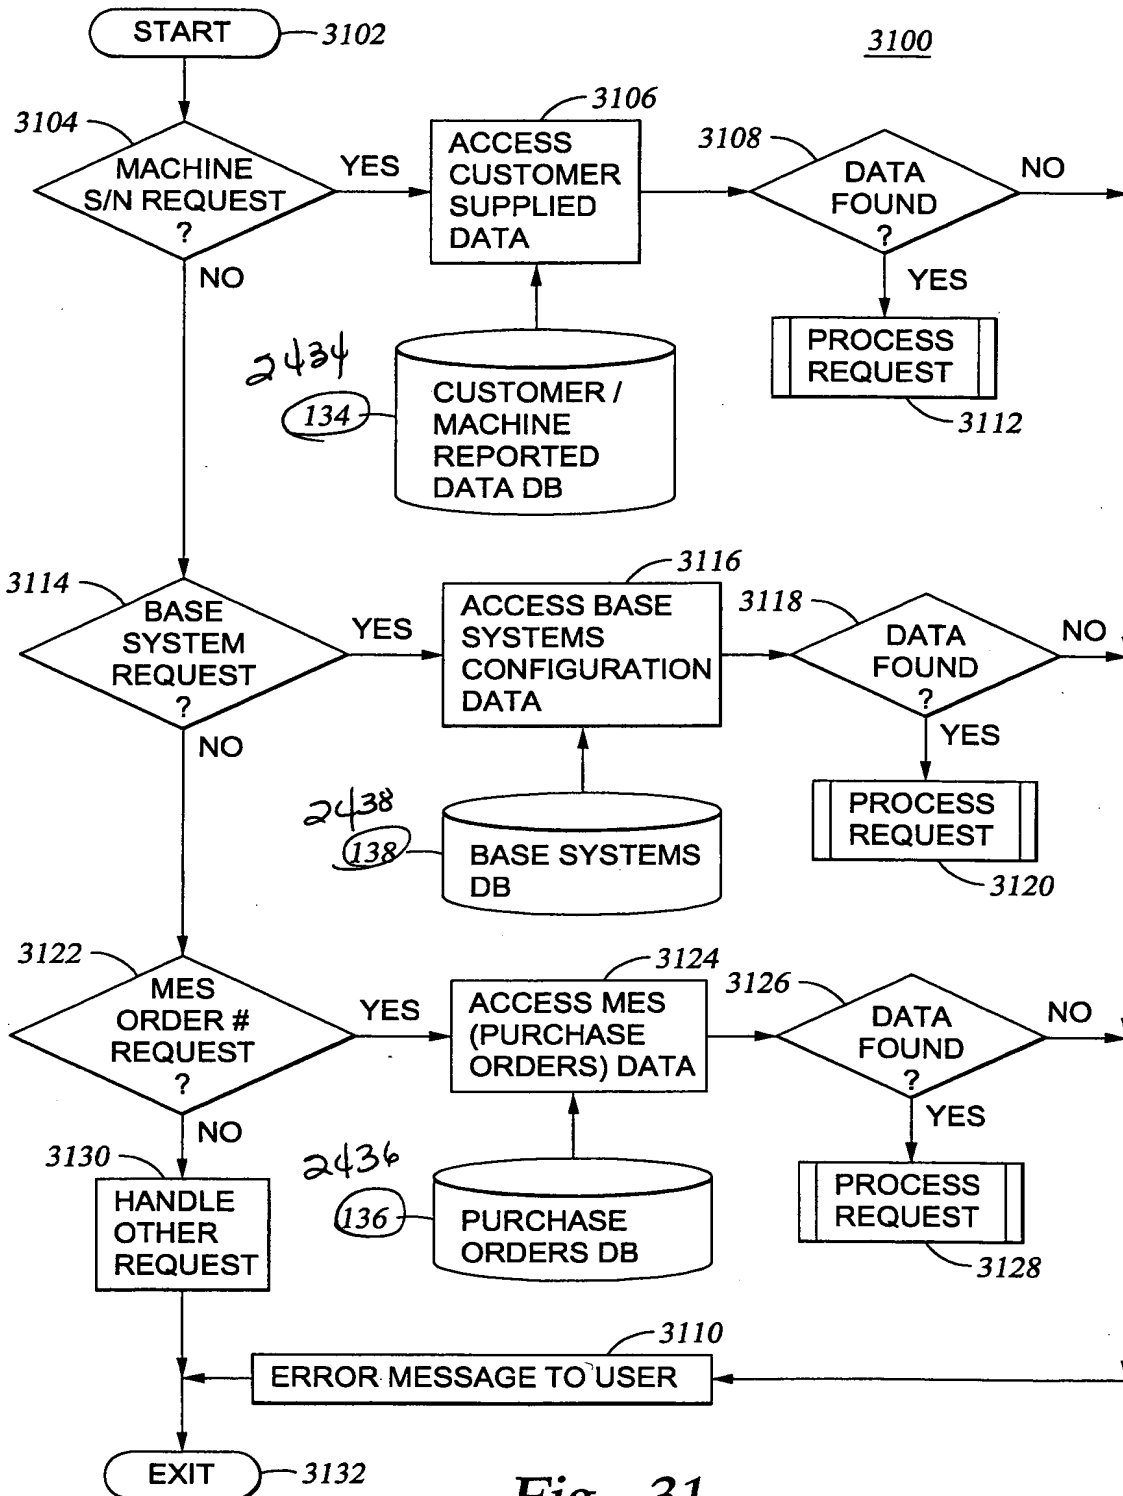 START
3102
3100
3104
MACHINE
S/N REQUEST
?
YES
NO
3106
ACCESS
CUSTOMER
SUPPLIED
DATA
3108
DATA
FOUND
?
NO
YES
PROCESS
REQUEST
3112
2434
134
CUSTOMER /
MACHINE
REPORTED
DATA DB
3114
BASE
SYSTEM
REQUEST
?
YES
NO
3116
ACCESS BASE
SYSTEMS
CONFIGURATION
DATA
3118
DATA
FOUND
?
NO
YES
PROCESS
REQUEST
3120
2438
138
BASE SYSTEMS
DB
3122
MES
ORDER #
REQUEST
?
YES
NO
3124
ACCESS MES
(PURCHASE
ORDERS) DATA
3126
DATA
FOUND
?
NO
YES
PROCESS
REQUEST
3128
2436
136
PURCHASE
ORDERS DB
3130
HANDLE
OTHER
REQUEST
3110
ERROR MESSAGE TO USER
EXIT
3132
Fig. 31